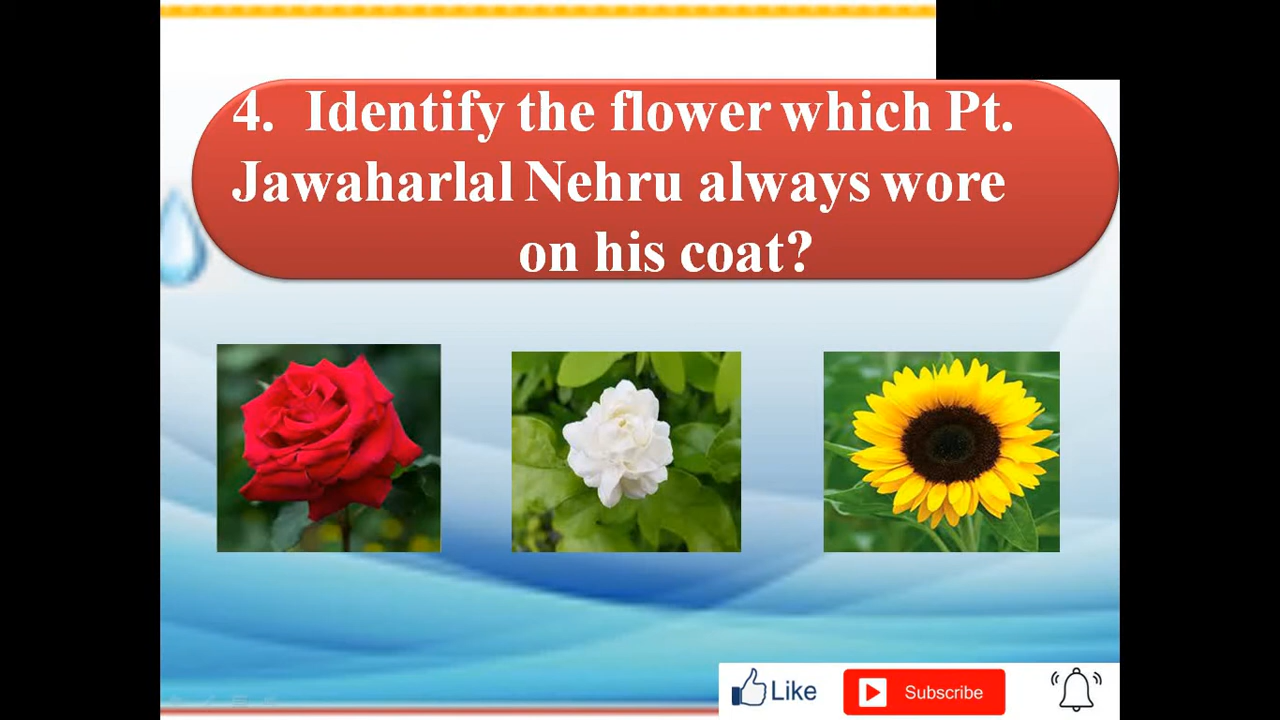 4. Identify the flower which Pt.
Jawaharlal Nehru always wore
on his coat?
Like
Subscribe